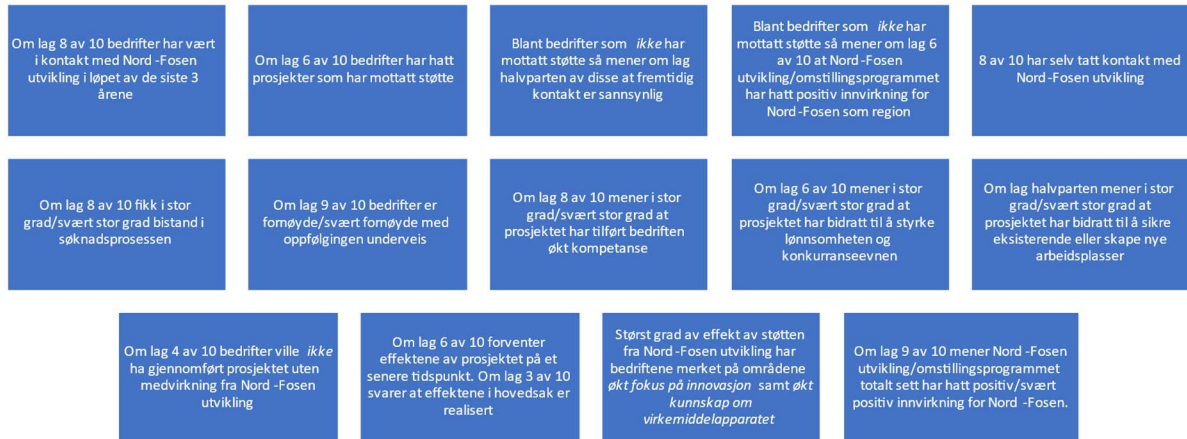 Om lag 8 av 10 bedrifter har vært
i kontakt med Nord -Fosen
utvikling i løpet av de siste 3
årene
Om lag 6 av 10 bedrifter har hatt
prosjekter som har mottatt støtte
Blant bedrifter som ikke har
mottatt støtte så mener om lag
halvparten av disse at fremtidig
kontakt er sannsynlig
Blant bedrifter som ikke har
mottatt støtte så mener om lag 6
av 10 at Nord -Fosen
utvikling/omstillingsprogrammet
har hatt positiv innvirkning for
Nord -Fosen som region
8 av 10 har selv tatt kontakt med
Nord -Fosen utvikling
Om lag 8 av 10 fikk i stor
grad/svært stor grad bistand i
søknadsprosessen
Om lag 9 av 10 bedrifter er
fornøyde/svært fornøyde med
oppfølgingen underveis
Om lag 8 av 10 mener i stor
grad/svært stor grad at
prosjektet har tilført bedriften
økt kompetanse
Om lag 6 av 10 mener i stor
grad/svært stor grad at
prosjektet har bidratt til å styrke
lønnsomheten og
konkurranseevnen
Om lag halvparten mener i stor
grad/svært stor grad at
prosjektet har bidratt til å sikre
eksisterende eller skape nye
arbeidsplasser
Om lag 4 av 10 bedrifter ville ikke
ha gjennomført prosjektet uten
medvirkning fra Nord -Fosen
utvikling
Om lag 6 av 10 forventer
effektene av prosjektet på et
senere tidspunkt. Om lag 3 av 10
svarer at effektene i hovedsak er
realisert
Størst grad av effekt av støtten
fra Nord -Fosen utvikling har
bedriftene merket på områdene
økt fokus på innovasjon samt økt
kunnskap om
virkemiddelapparatet
Om lag 9 av 10 mener Nord -Fosen
utvikling/omstillingsprogrammet
totalt sett har hatt positiv/svært
positiv innvirkning for Nord -Fosen.